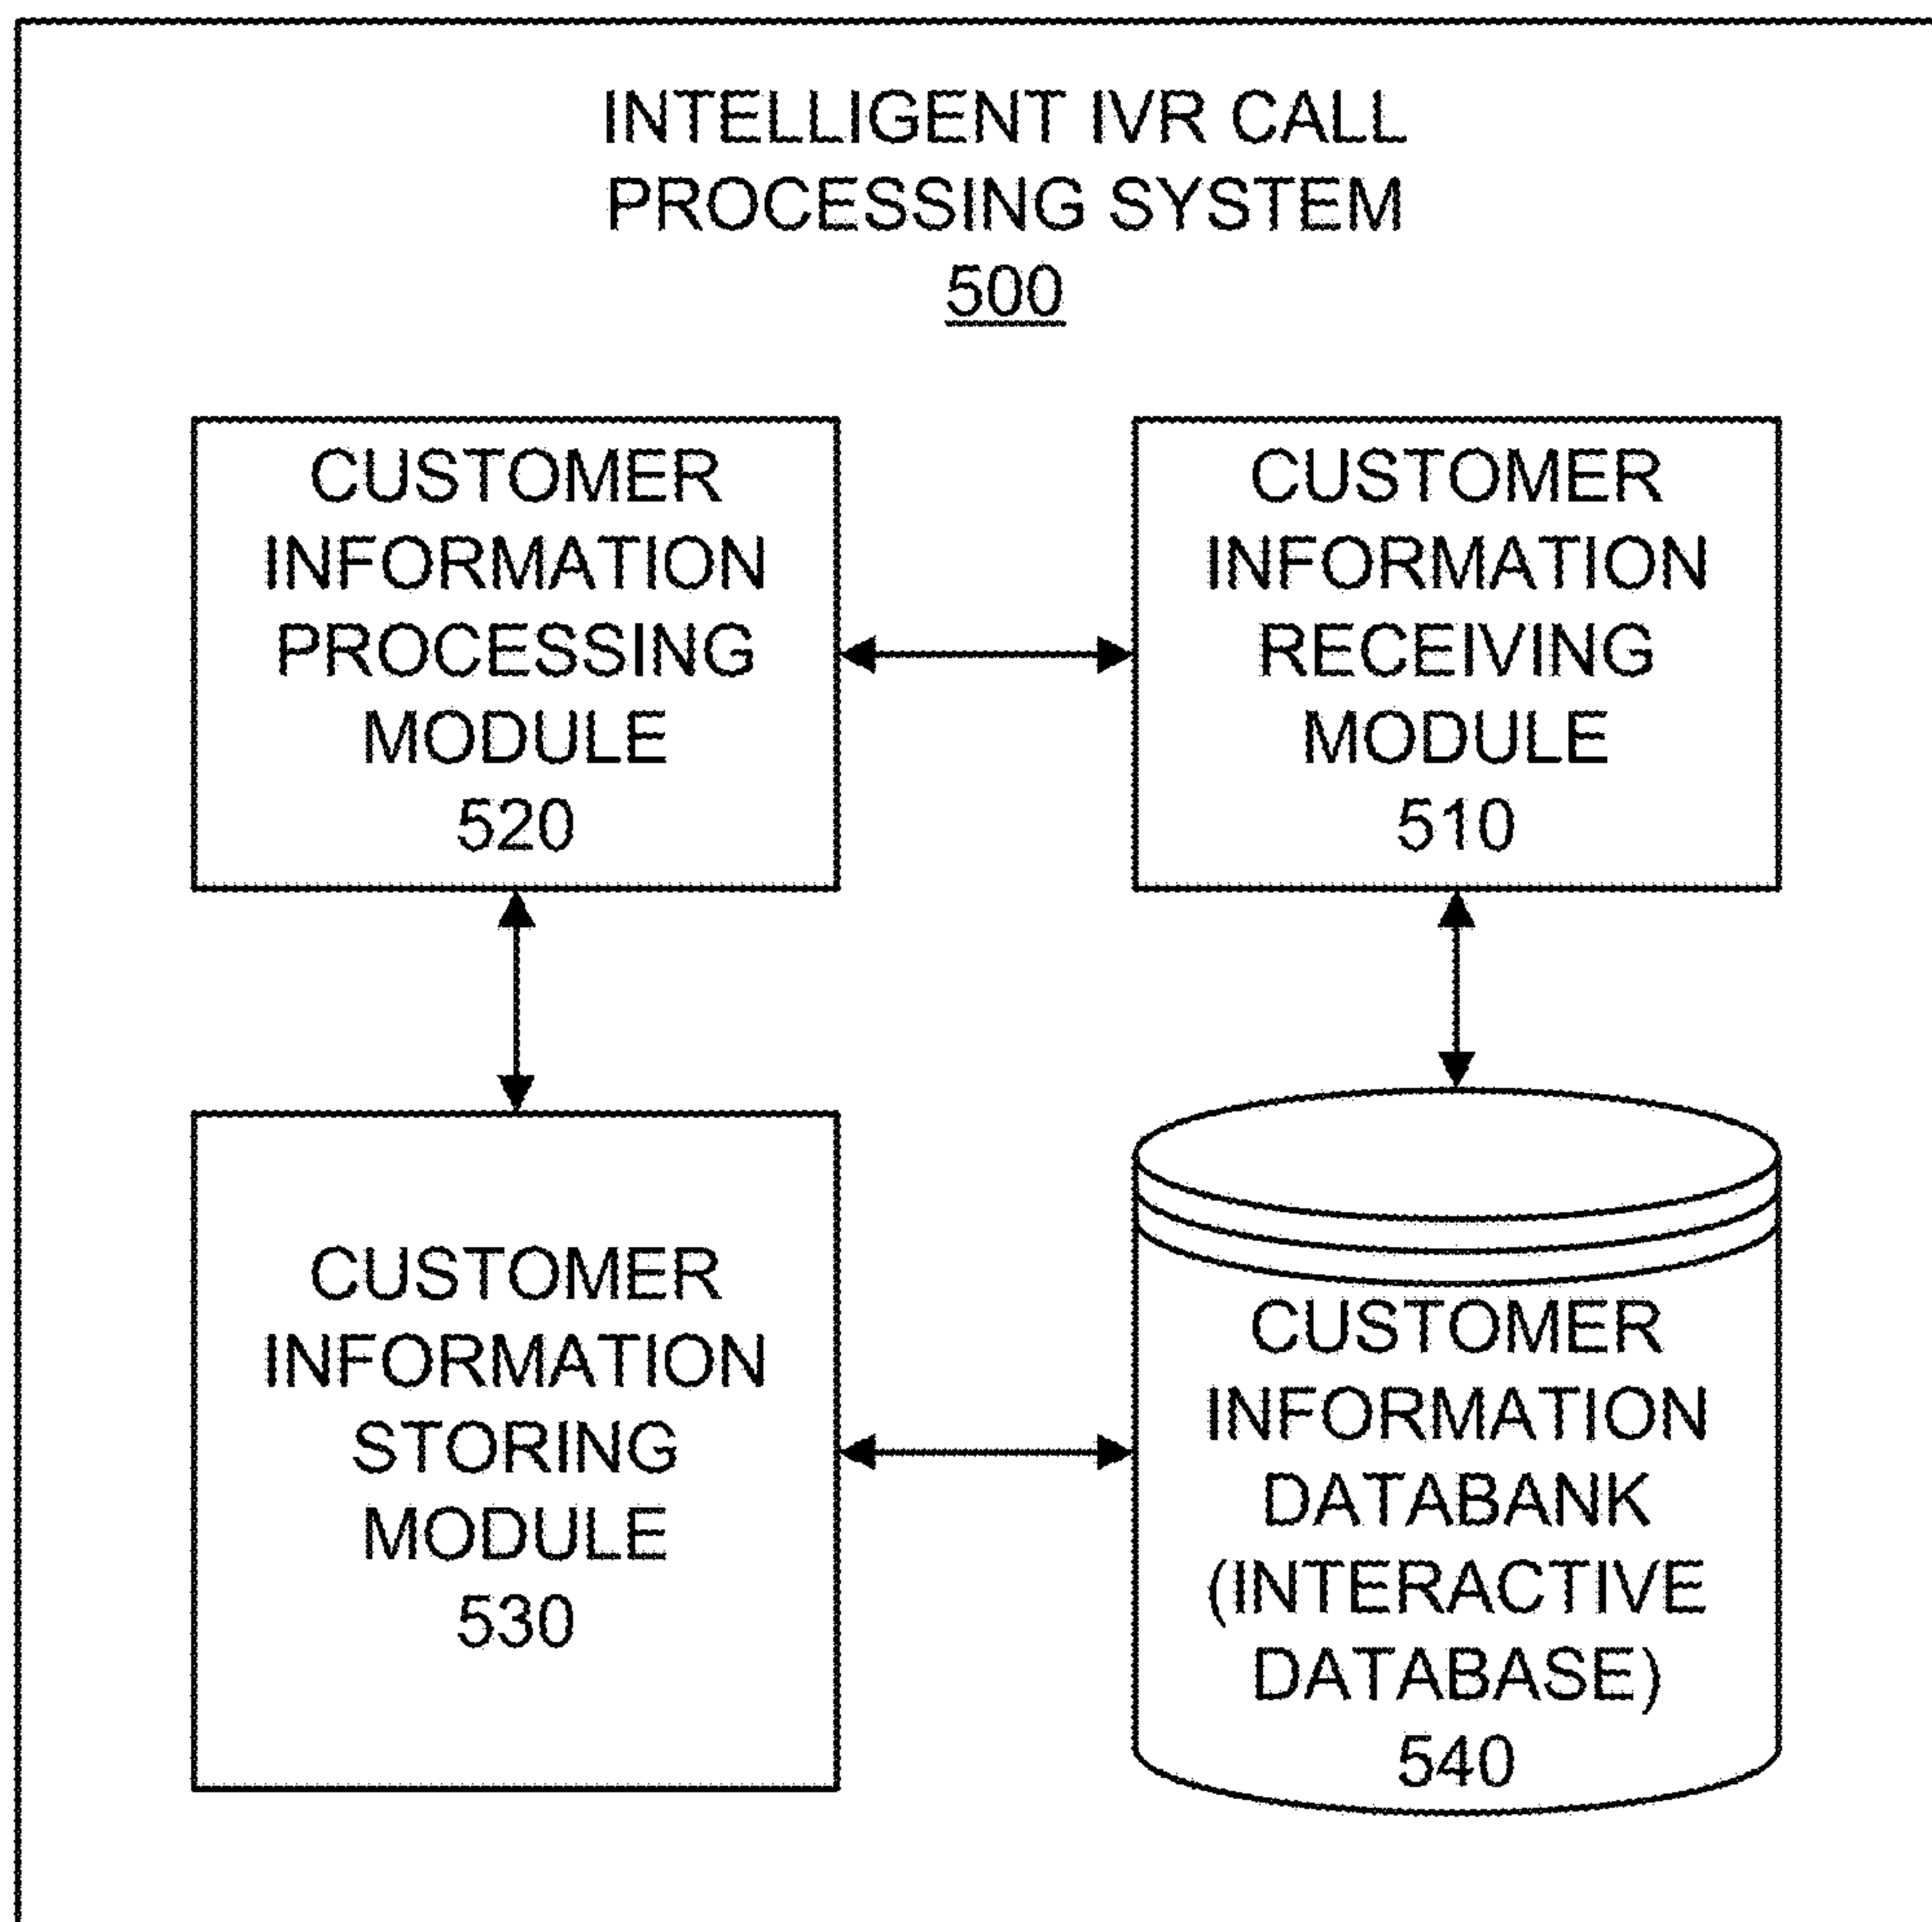 INTELLIGENT IVR CALL
PROCESSING SYSTEM
500
CUSTOMER
INFORMATION
PROCESSING
MODULE
520
CUSTOMER
INFORMATION
RECEIVING
MODULE
510
CUSTOMER
INFORMATION
STORING
MODULE
530
CUSTOMER
INFORMATION
DATABANK
(INTERACTIVE
DATABASE)
540